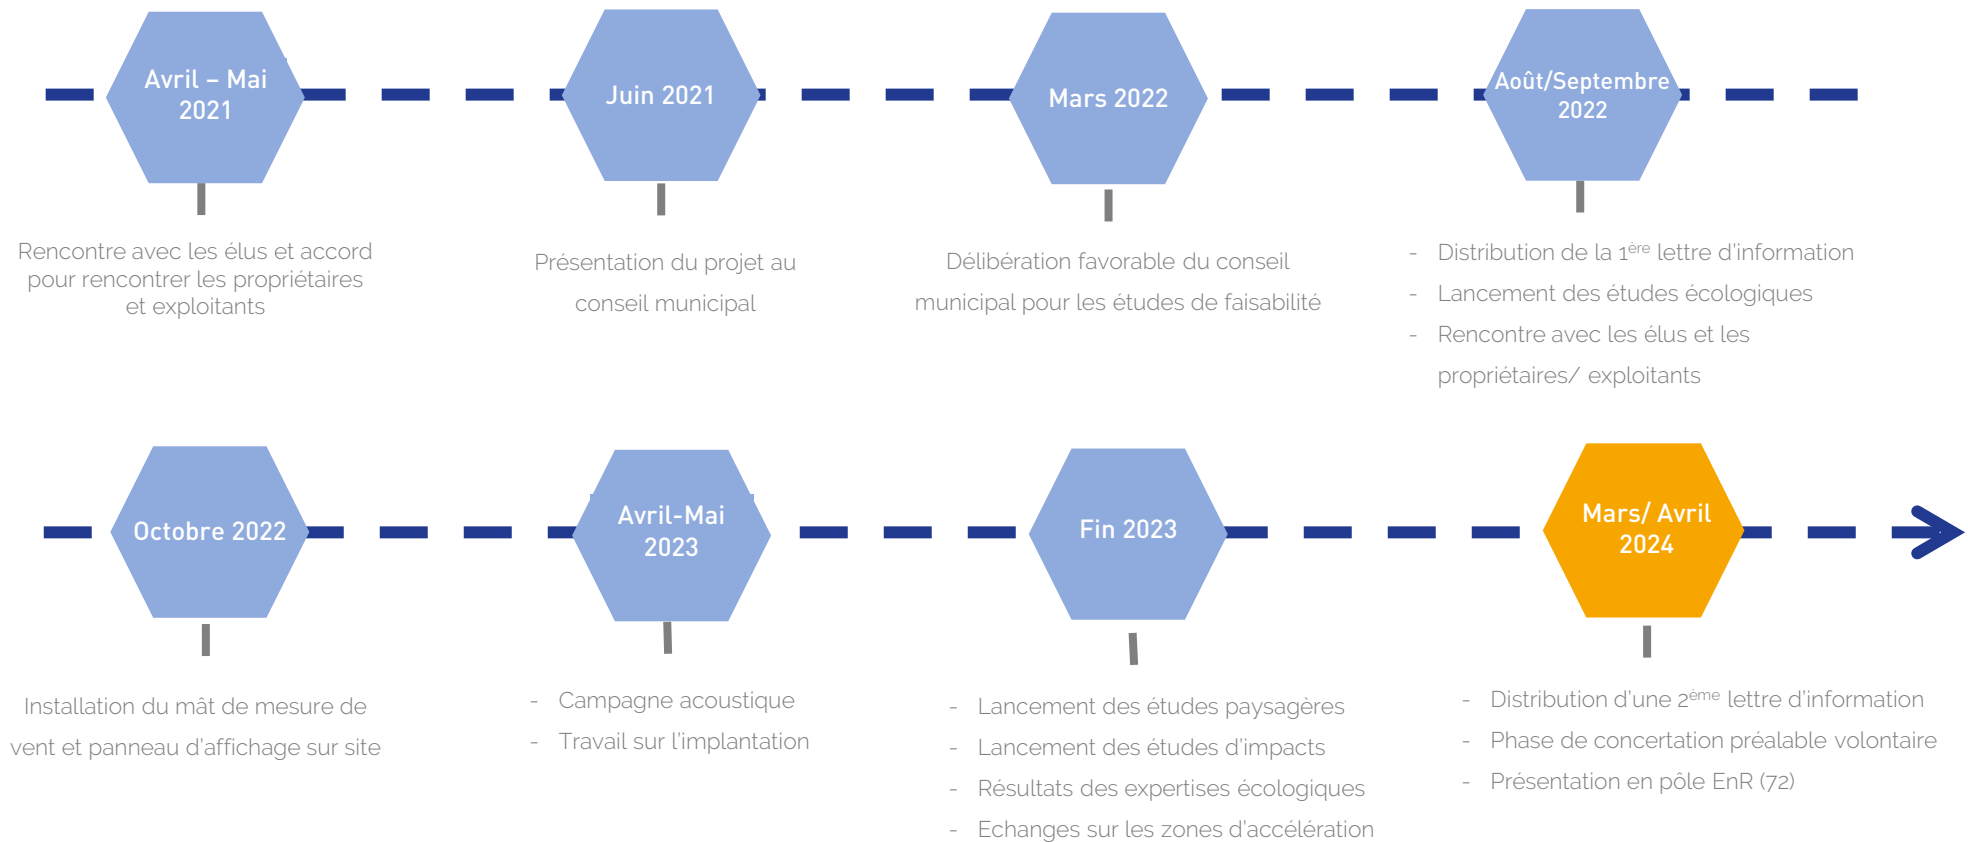 Avril – Mai
2021
Juin 2021
Mars 2022
Août/Septembre
2022
Rencontre avec les élus et accord
pour rencontrer les propriétaires
et exploitants
Présentation du projet au
conseil municipal
Délibération favorable du conseil
municipal pour les études de faisabilité
- Distribution de la 1ère lettre d'information
- Lancement des études écologiques
- Rencontre avec les élus et les
propriétaires/ exploitants
Octobre 2022
Avril-Mai
2023
Fin 2023
Mars/ Avril
2024
Installation du mât de mesure de
vent et panneau d'affichage sur site
- Campagne acoustique
- Travail sur l'implantation
- Lancement des études paysagères
- Lancement des études d'impacts
- Résultats des expertises écologiques
- Echanges sur les zones d'accélération
- Distribution d'une 2ème lettre d'information
- Phase de concertation préalable volontaire
- Présentation en pôle EnR (72)